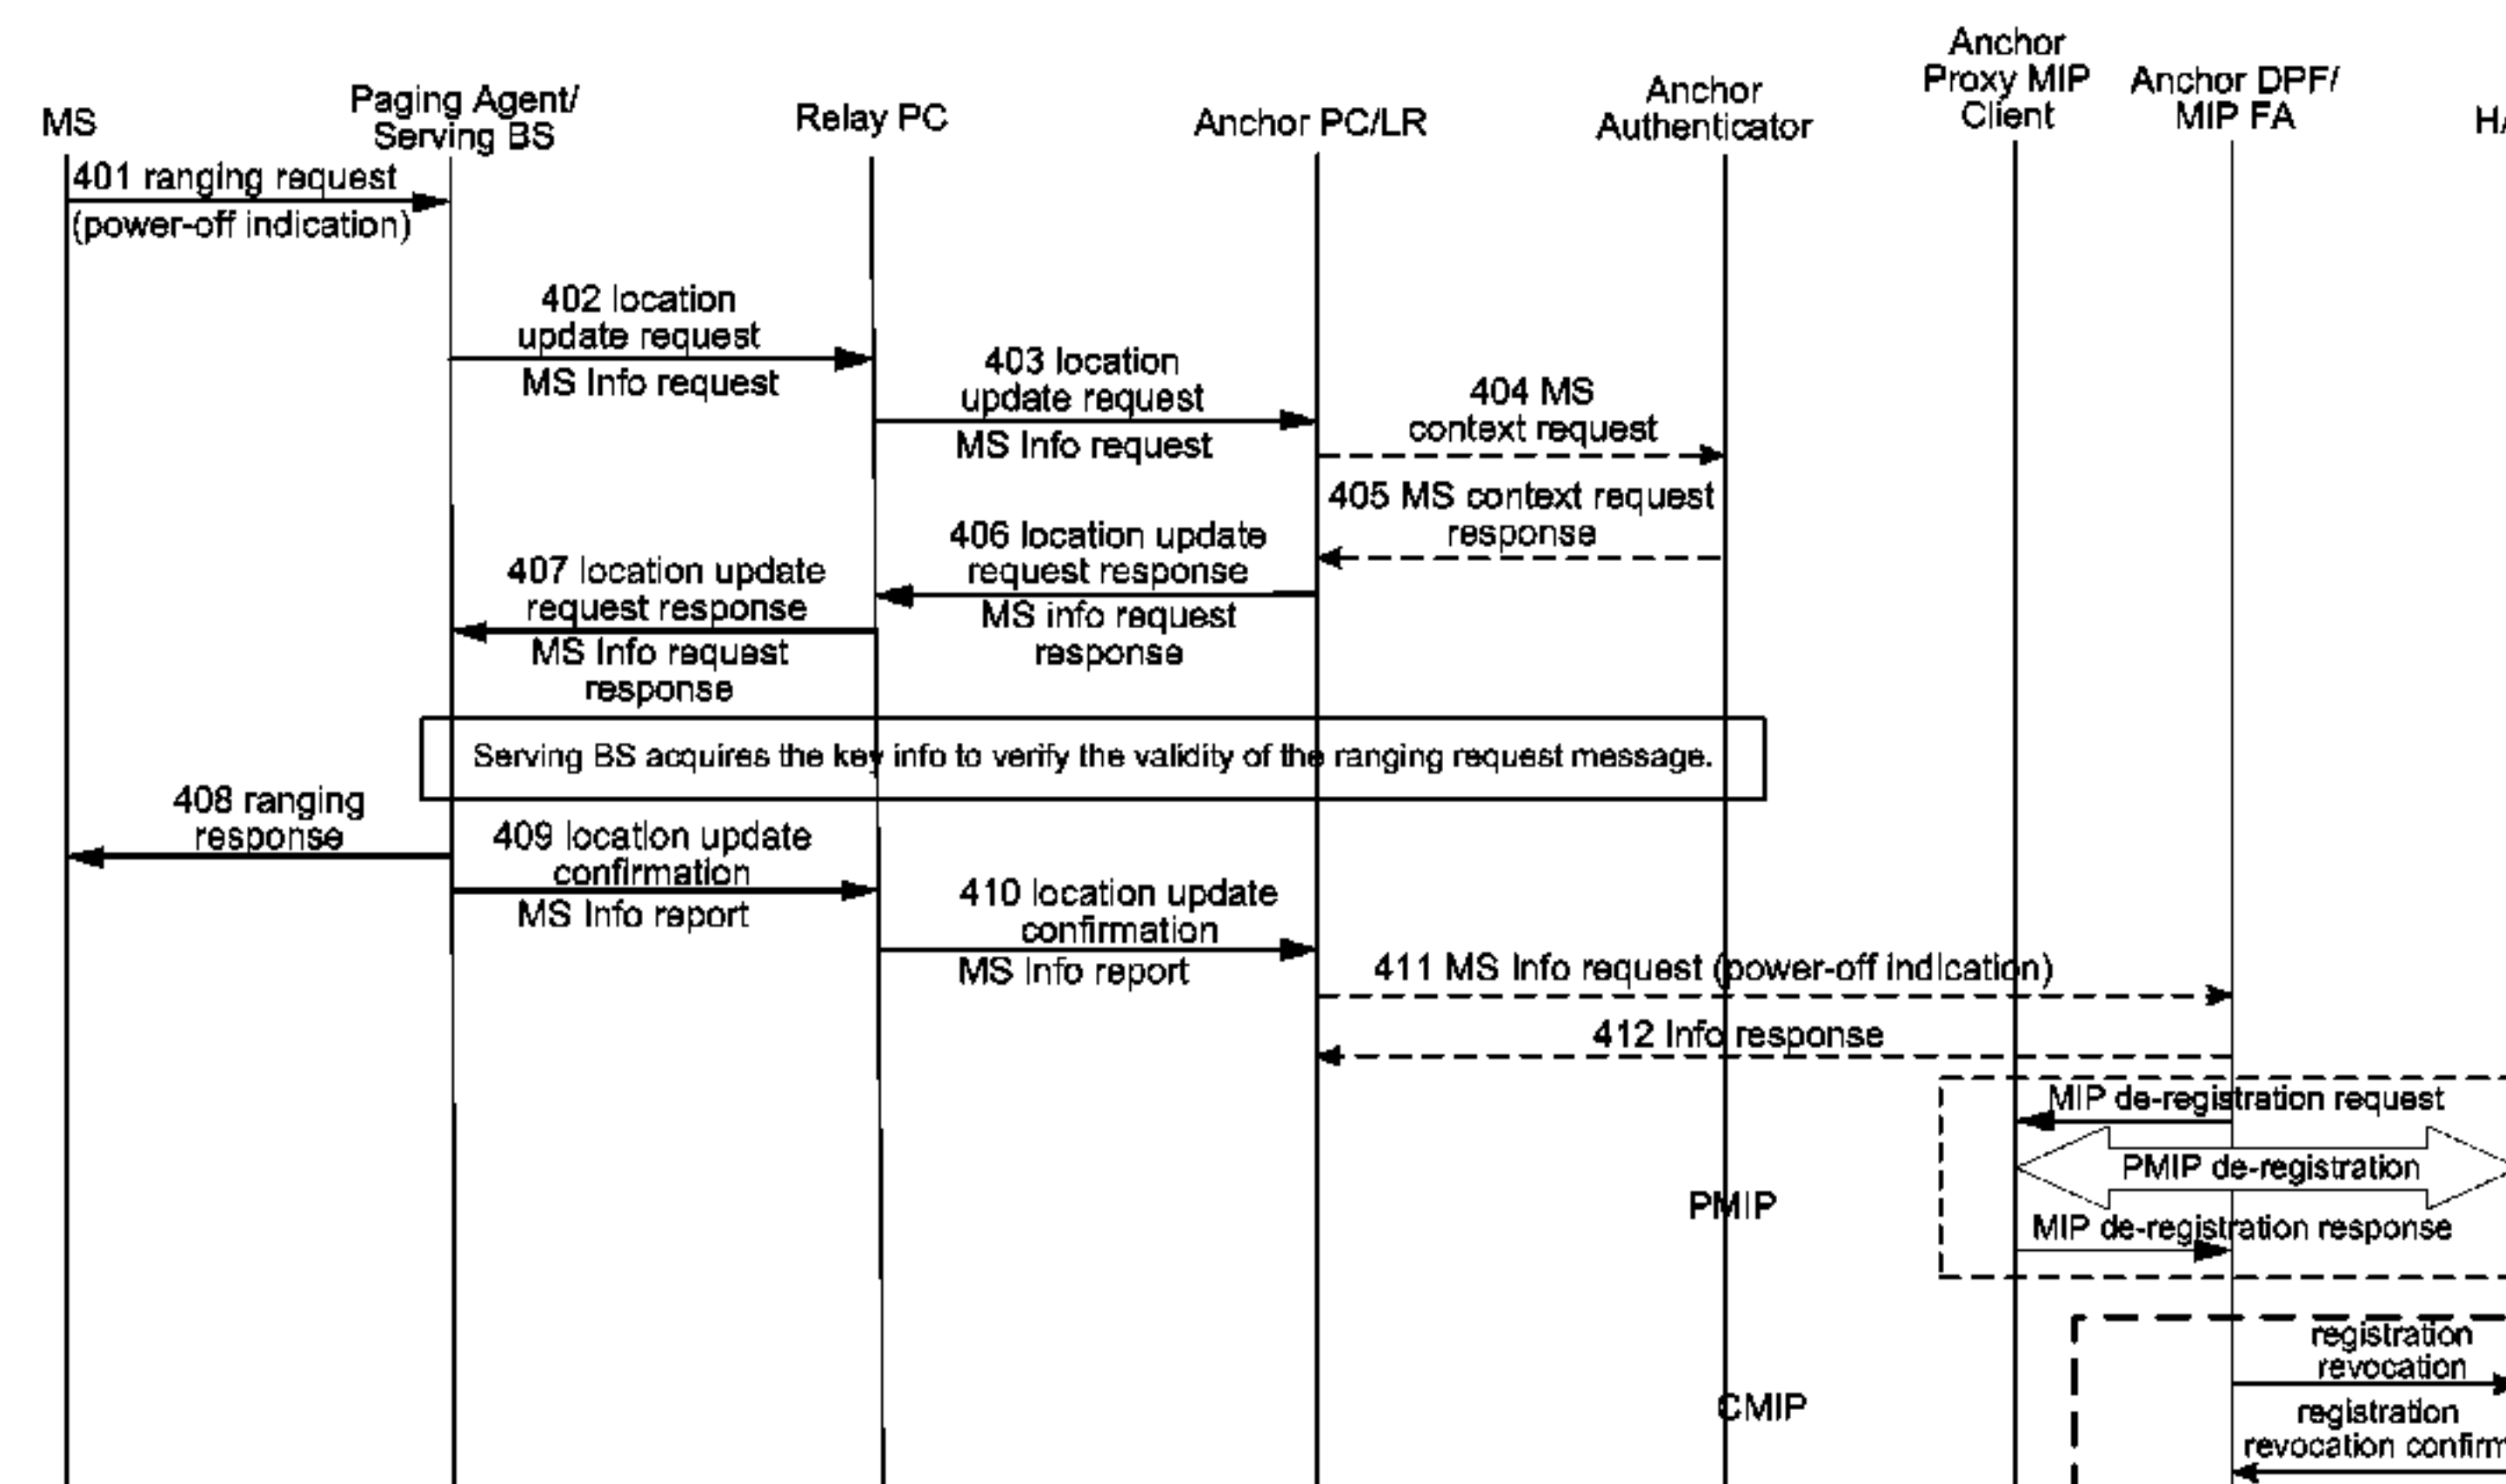 MS
Paging Agent/
Serving BS
Relay PC
Anchor PC/LR
Anchor
Authenticator
Anchor
Proxy MIP
Client
Anchor DPF/
MIP FA
401 ranging request
(power-off indication)
402 location
update request
MS Info request
403 location
update request
MS Info request
404 MS
context request
405 MS context request
response
406 location update
request response
MS info request
response
407 location update
request response
MS Info request
response
Serving BS acquires the key info to verify the validity of the ranging request message.
408 ranging
response
409 location update
confirmation
MS Info report
410 location update
confirmation
MS Info report
411 MS Info request (power-off indication)
412 Info response
MIP de-registration request
PMIP de-registration
PMIP
MIP de-registration response
registration
revocation
CMIP
registration
revocation